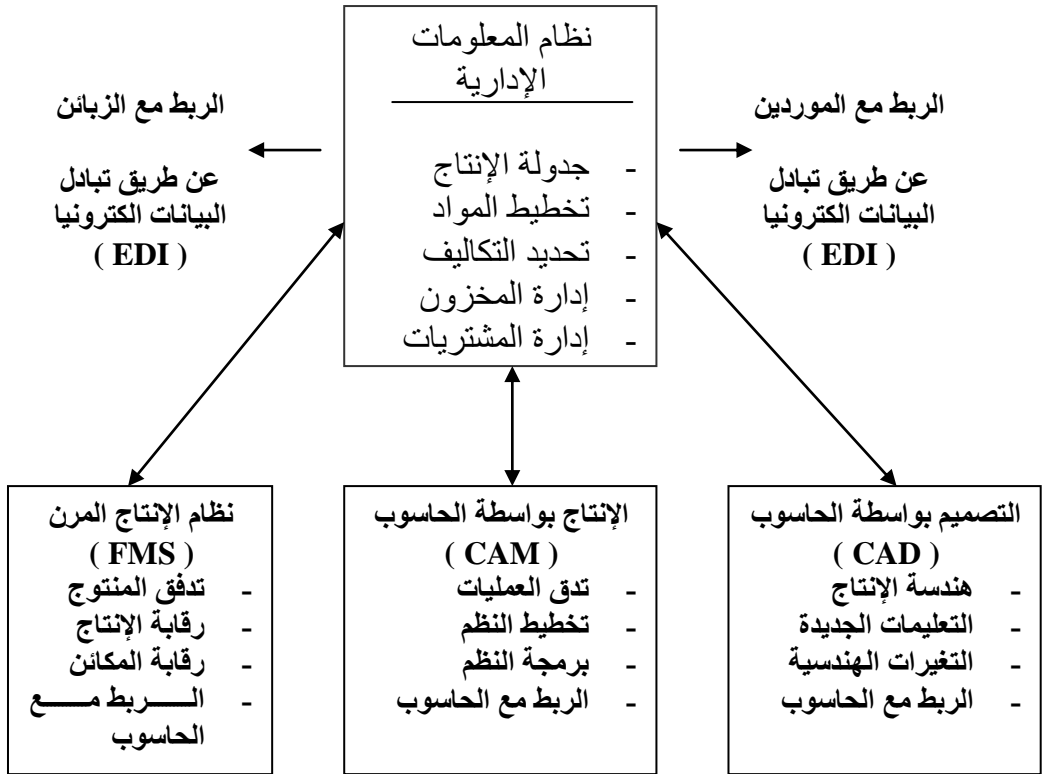 نظام المعلومات
الإدارية
- جدولة الإنتاج
- تخطيط المواد
- تحديد التكاليف
- إدارة المخزون
- إدارة المشتريات
الربط مع الموردين
عن طريق تبادل
البيانات الكترونيا
( EDI )
الربط مع الزبائن
عن طريق تبادل
البيانات الكترونيا
( EDI )
التصميم بواسطة الحاسوب
( CAD )
- هندسة الإنتاج
- التعليمات الجديدة
- التغيرات الهندسية
- الربط مع الحاسوب
الإنتاج بواسطة الحاسوب
( CAM )
- تدق العمليات
- تخطيط النظم
- برمجة النظم
- الربط مع الحاسوب
نظام الإنتاج المرن
( FMS )
- تدفق المنتوج
- رقابة الإنتاج
- رقابة المكائن
- الـــــربط مـــــع
الحاسوب